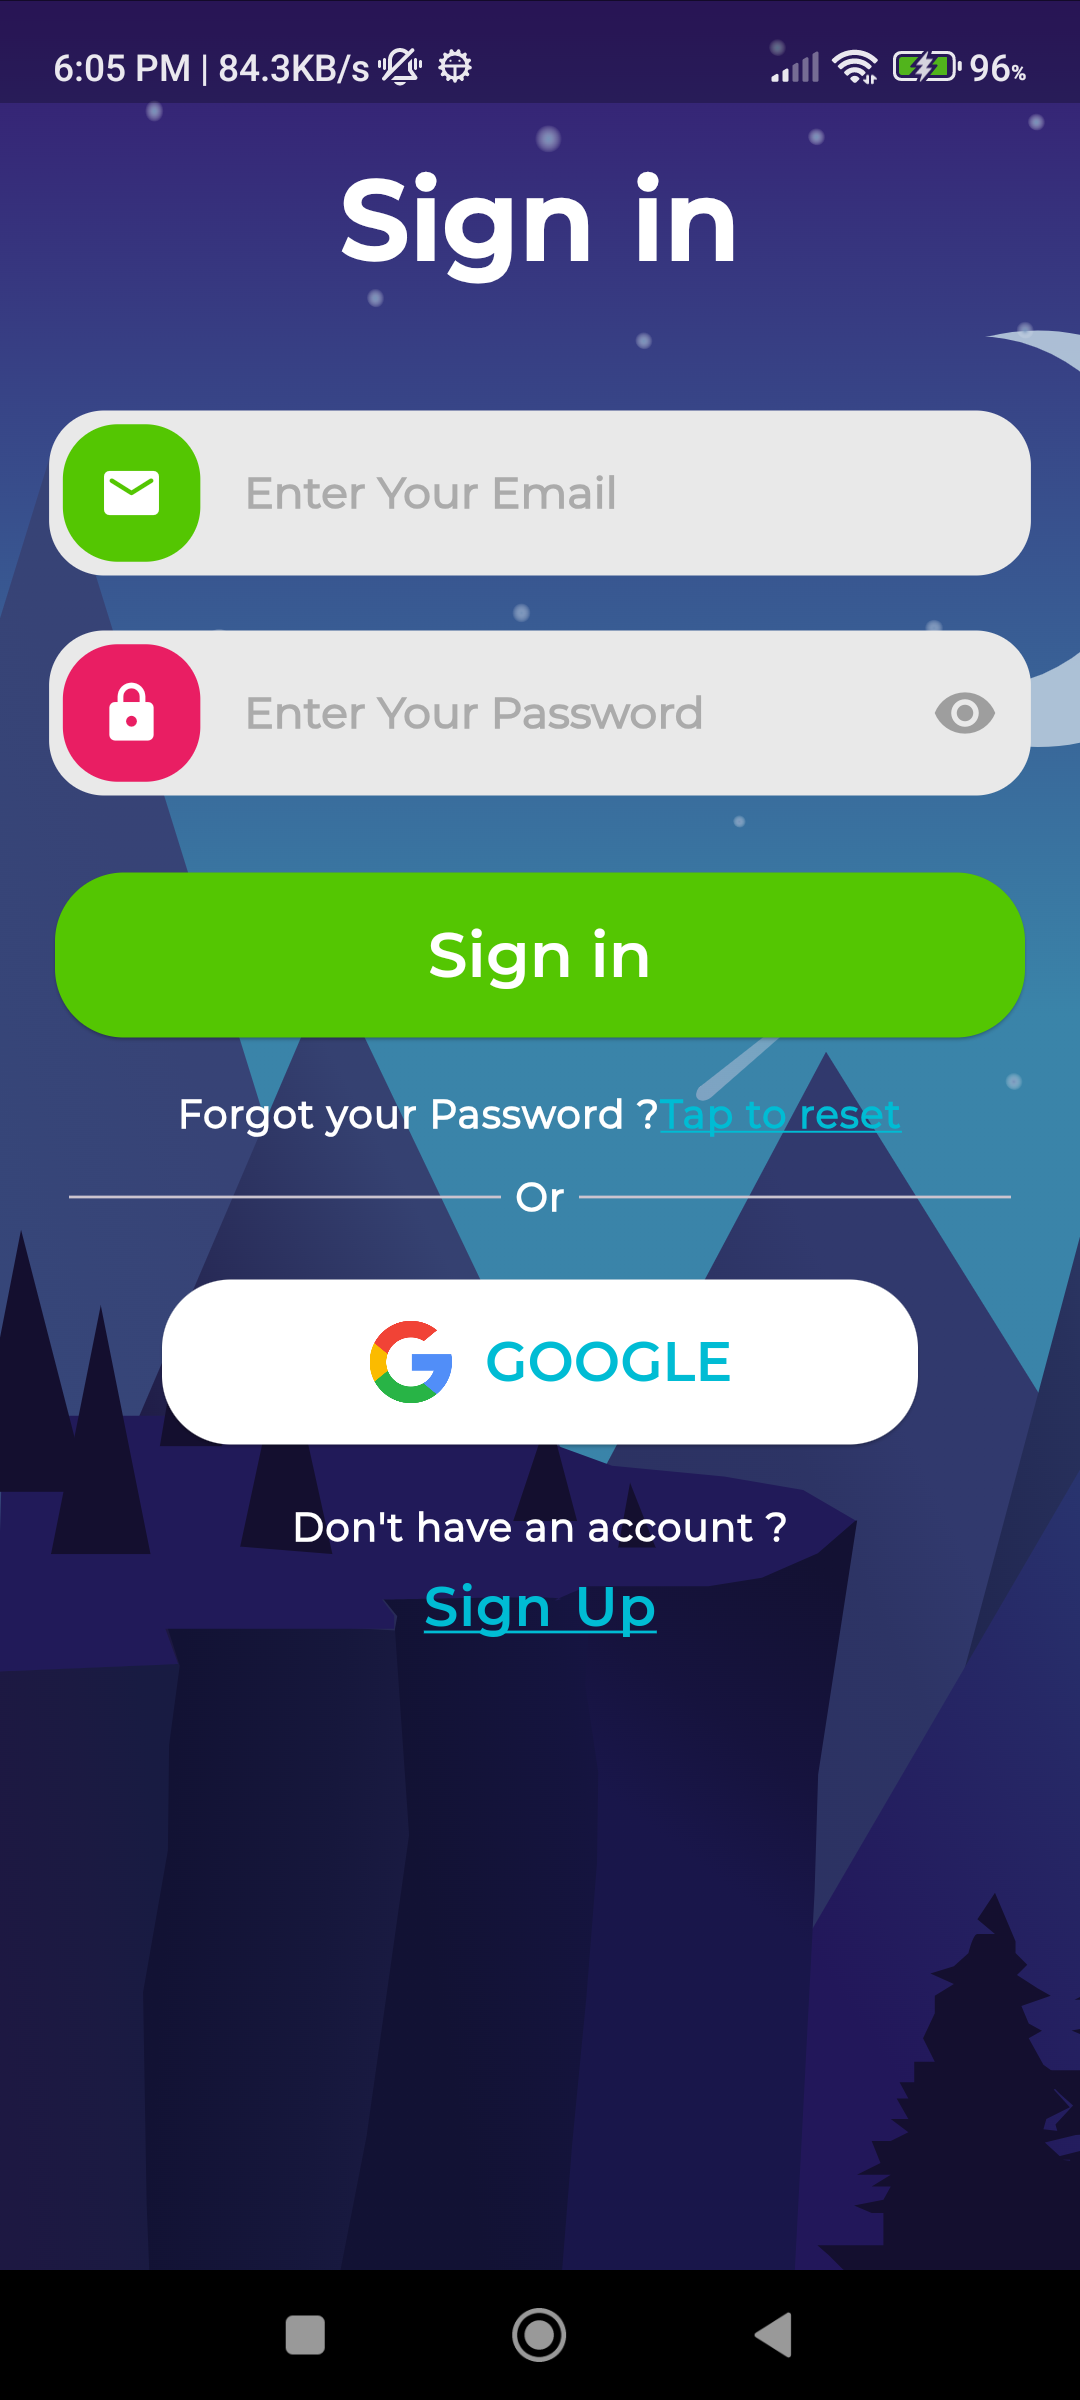 6:05 PM | 84.3KB/s 96%
Sign in
Enter Your Email
Enter Your Password
Sign in
Forgot your Password ?Tap to reset
Or
GOOGLE
Don't have an account ?
Sign Up